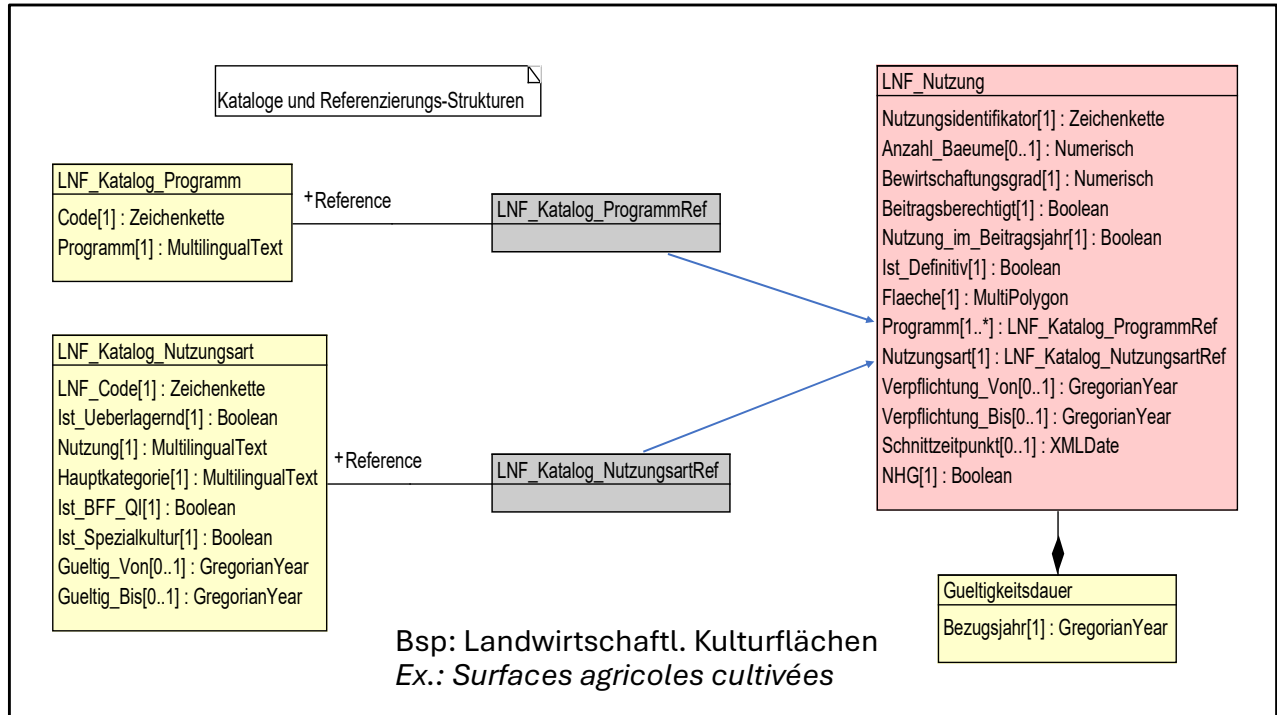 Kataloge und Referenzierungs-Strukturen
LNF_Katalog_Programm
Code[1] : Zeichenkette
Programm[1] : MultilingualText
+Reference
LNF_Katalog_ProgrammRef
LNF_Katalog_Nutzungsart
LNF_Code[1] : Zeichenkette
Ist_Ueberlagernd[1] : Boolean
Nutzung[1] : MultilingualText
Hauptkategorie[1] : MultilingualText
Ist_BFF_QI[1] : Boolean
Ist_Spezialkultur[1] : Boolean
Gueltig_Von[0..1] : GregorianYear
Gueltig_Bis[0..1] : GregorianYear
+Reference
LNF_Katalog_NutzungsartRef
LNF_Nutzung
Nutzungsidentifikator[1] : Zeichenkette
Anzahl_Baeume[0..1] : Numerisch
Bewirtschaftungsgrad[1] : Numerisch
Beitragsberechtigt[1] : Boolean
Nutzung_im_Beitragsjahr[1] : Boolean
Ist_Definitiv[1] : Boolean
Flaeche[1] : MultiPolygon
Programm[1..*] : LNF_Katalog_ProgrammRef
Nutzungsart[1] : LNF_Katalog_NutzungsartRef
Verpflichtung_Von[0..1] : GregorianYear
Verpflichtung_Bis[0..1] : GregorianYear
Schnittzeitpunkt[0..1] : XMLDate
NHG[1] : Boolean
Gueltigkeitsdauer
Bezugsjahr[1] : GregorianYear
Bsp: Landwirtschaftl. Kulturflächen
Ex.: Surfaces agricoles cultivées